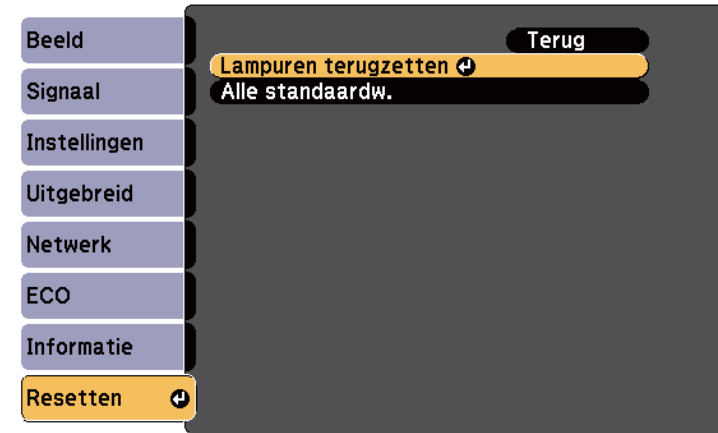 Beeld
Signaal
Instellingen
Uitgebreid
Netwerk
ECO
Informatie
Resetten
Terug
Lampuren terugzetten
Alle standaardw.